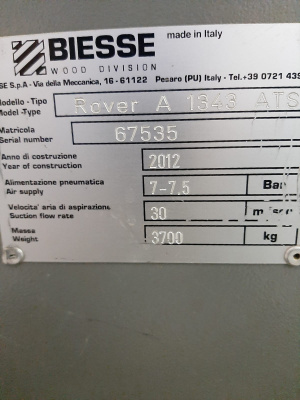 BIESSE
made in Italy
WOOD DIVISION
SE S.p.A - Via della Meccanica, 16 - 61122 Pesaro (PU) Italy - Tel.+39 0721 439
Modello - Tipo
Model -Type
Rover A 1343 ATS
Matricola
Serial number
67535
Anno di costruzione
Year of construction
2012
Alimentazione pneumatica
Air supply
7-7,5
Bar
Velocita' aria di aspirazione
Suction flow rate
30
Massa
Weight
3700
kg